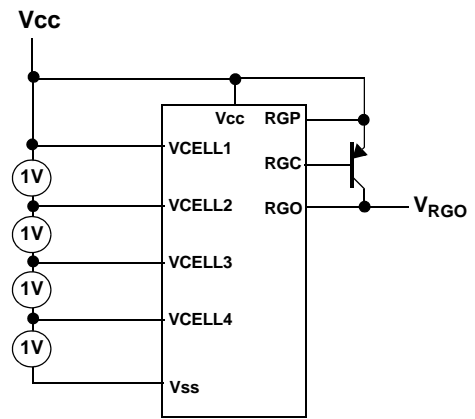 Vcc
Vcc RGP
VCELL1
1V
RGC
VCELL2
RGO
VRGO
1V
VCELL3
1V
VCELL4
1V
Vss